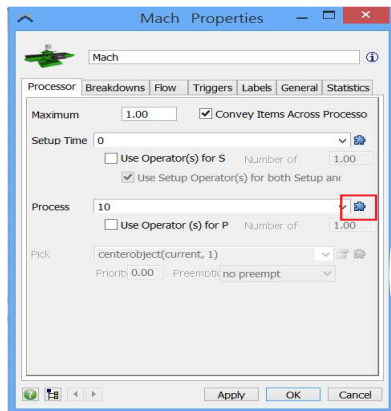 Mach Properties
Mach
Processor Breakdowns Flow Triggers Labels General Statistics
Maximum 1.00 Convey Items Across Processo
Setup Time 0
Use Operator(s) for S Number of 1.00
Use Setup Operator(s) for both Setup and
Process 10
Use Operator (s) for P Number of 1.00
Pick centerobject(current, 1)
Priorit 0.00 Preemptic no preempt
Apply OK Cancel